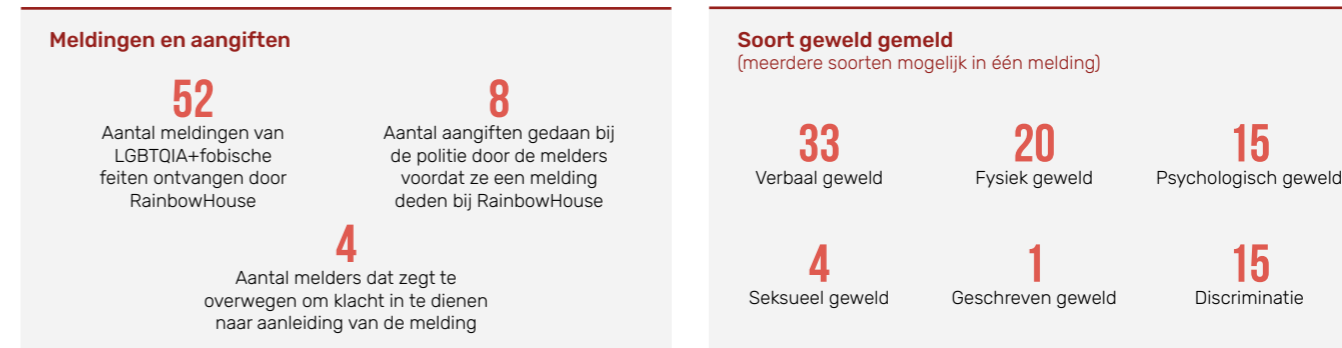 Meldingen en aangiften
52
Aantal meldingen van
LGBTQIA+fobische
feiten ontvangen door
RainbowHouse
8
Aantal aangiften gedaan bij
de politie door de melders
voordat ze een melding
deden bij RainbowHouse
4
Aantal melders dat zegt te
overwegen om klacht in te dienen
naar aanleiding van de melding
Soort geweld gemeld
(meerdere soorten mogelijk in één melding)
33
Verbaal geweld
20
Fysiek geweld
15
Psychologisch geweld
4
Seksueel geweld
1
Geschreven geweld
15
Discriminatie